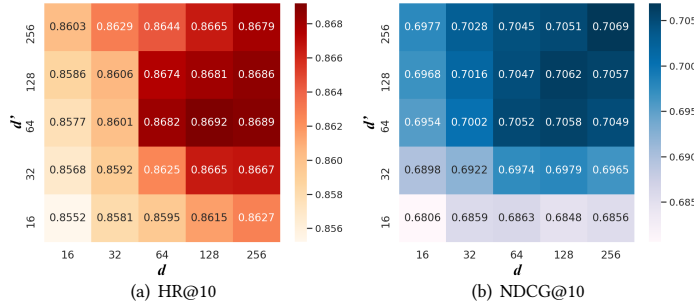 256 0.8603 0.8629 0.8644 0.8665 0.8679
128 0.8586 0.8606 0.8674 0.8681 0.8686
64 0.8577 0.8601 0.8682 0.8692 0.8689
32 0.8568 0.8592 0.8625 0.8665 0.8667
16 0.8552 0.8581 0.8595 0.8615 0.8627
16 32 64 128 256
d'
d
0.868
0.866
0.864
0.862
0.860
0.858
0.856
(a) HR@10
256 0.6977 0.7028 0.7045 0.7051 0.7069
128 0.6968 0.7016 0.7047 0.7062 0.7057
64 0.6954 0.7002 0.7052 0.7058 0.7049
32 0.6898 0.6922 0.6974 0.6979 0.6965
16 0.6806 0.6859 0.6863 0.6848 0.6856
16 32 64 128 256
d'
d
0.705
0.700
0.695
0.690
0.685
(b) NDCG@10